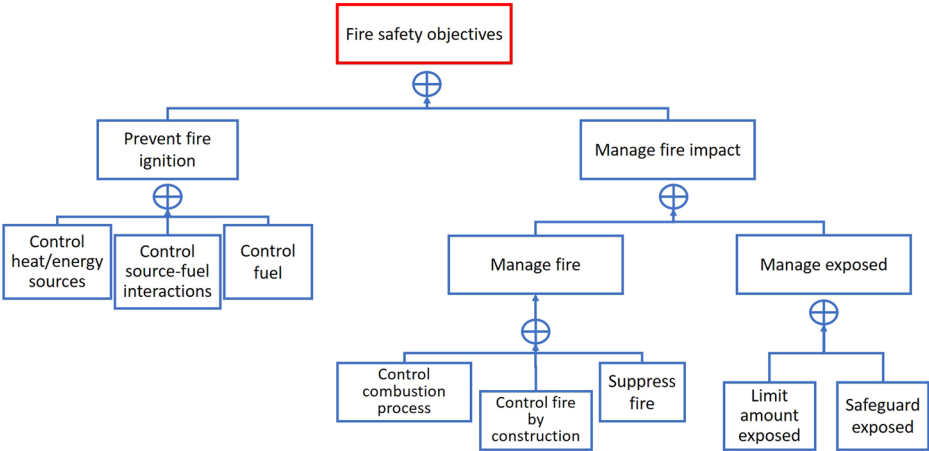 Fire safety objectives
Prevent fire
ignition
Manage fire impact
Control
heat/energy
sources
Control
source-fuel
interactions
Control
fuel
Manage fire
Manage exposed
Control
combustion
process
Control fire
by
construction
Suppress
fire
Limit
amount
exposed
Safeguard
exposed